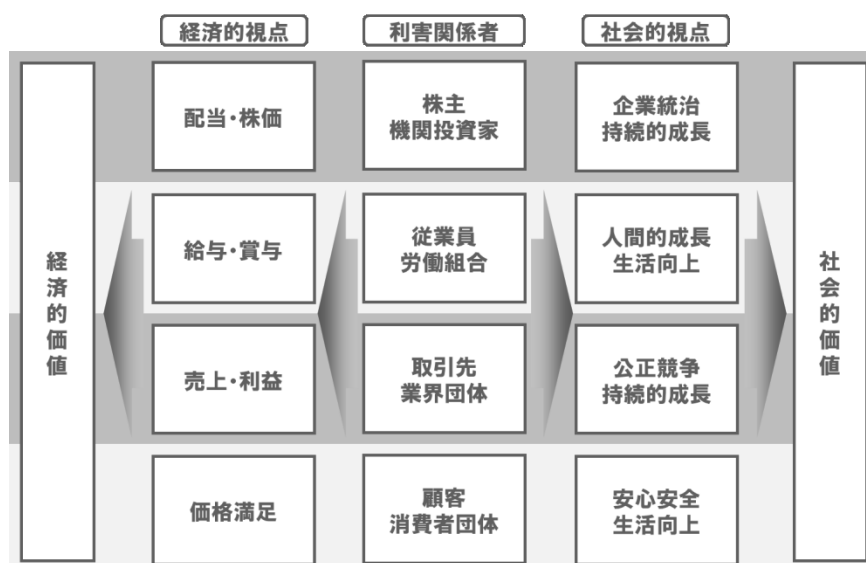 経済的視点
利害関係者
社会的視点
経済的価値
配当・株価
株主
機関投資家
企業統治
持続的成長
給与・賞与
従業員
労働組合
人間的成長
生活向上
売上・利益
取引先
業界団体
公正競争
持続的成長
価格満足
顧客
消費者団体
安心安全
生活向上
社会的価値